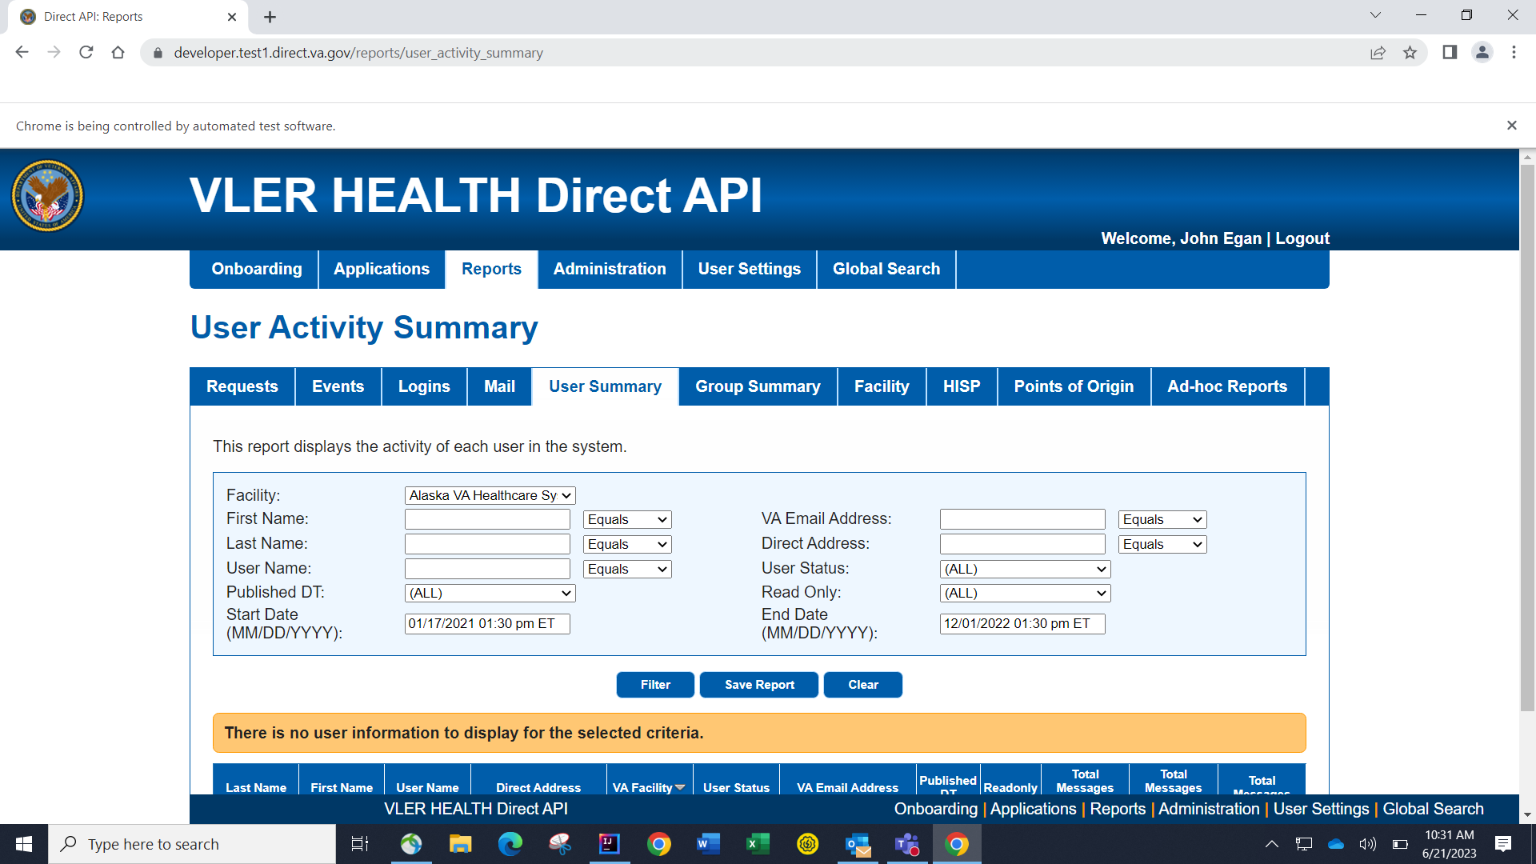 Direct API: Reports
developer.test1.direct.va.gov/reports/user_activity_summary
Chrome is being controlled by automated test software.
VLER HEALTH Direct API
Welcome, John Egan | Logout
Onboarding Applications Reports Administration User Settings Global Search
User Activity Summary
Requests Events Logins Mail User Summary Group Summary Facility HISP Points of Origin Ad-hoc Reports
This report displays the activity of each user in the system.
Facility: Alaska VA Healthcare Sy
First Name: Equals VA Email Address: Equals
Last Name: Equals Direct Address: Equals
User Name: Equals User Status: (ALL)
Published DT: (ALL) Read Only: (ALL)
Start Date
(MM/DD/YYYY): 01/17/2021 01:30 pm ET
End Date
(MM/DD/YYYY): 12/01/2022 01:30 pm ET
Filter Save Report Clear
There is no user information to display for the selected criteria.
Last Name First Name User Name Direct Address VA Facility User Status VA Email Address Published DT Readonly Total Messages Total Messages Total Messages
VLER HEALTH Direct API Onboarding | Applications | Reports | Administration | User Settings | Global Search
Type here to search
10:31 AM
6/21/2023